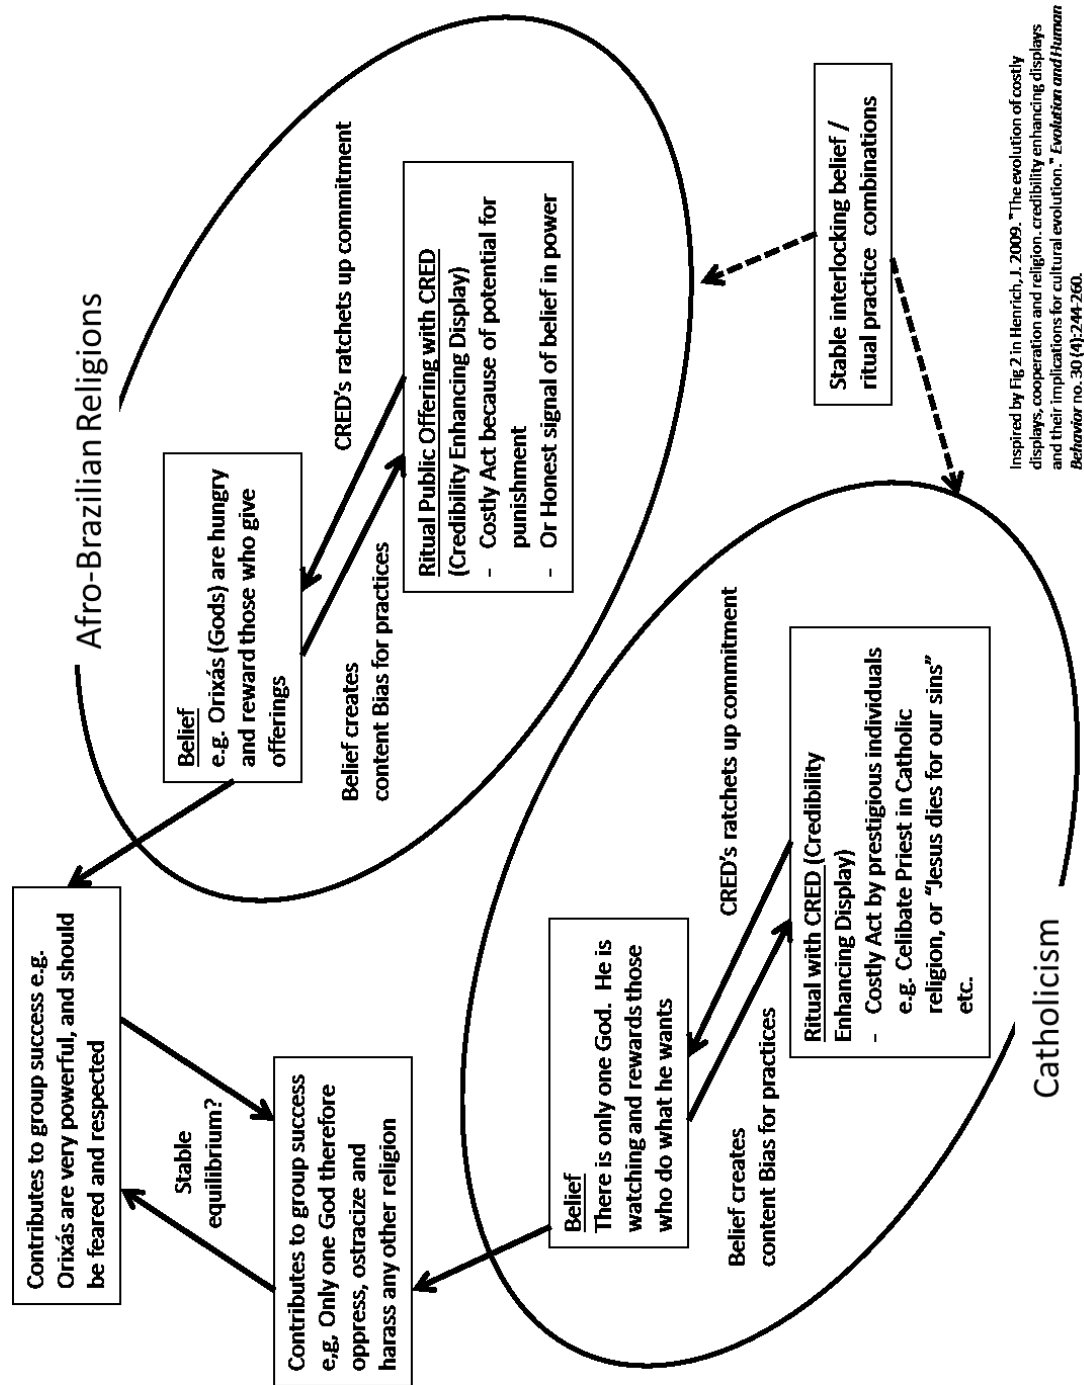 Afro-Brazilian Religions
Contributes to group success e.g.
Orixás are very powerful, and should
be feared and respected
Stable
equilibrium?
Contributes to group success
e,g, Only one God therefore
oppress, ostracize and
harass any other religion
Belief
e.g. Orixás (Gods) are hungry
and reward those who give
offerings
Belief creates
content Bias for practices
CRED's ratchets up commitment
Ritual Public Offering with CRED
(Credibility Enhancing Display)
- Costly Act because of potential for
punishment
- Or Honest signal of belief in power
Belief
There is only one God. He is
watching and rewards those
who do what he wants
Belief creates
content Bias for practices
CRED's ratchets up commitment
Ritual with CRED (Credibility
Enhancing Display)
- Costly Act by prestigious individuals
e.g. Celibate Priest in Catholic
religion, or "Jesus dies for our sins"
etc.
Catholicism
Stable interlocking belief /
ritual practice combinations
Inspired by Fig 2 in Henrich, J. 2009. "The evolution of costly
displays, cooperation and religion. credibility enhancing displays
and their implications for cultural evolution." Evolution and Human
Behavior no. 30 (4):244-260.